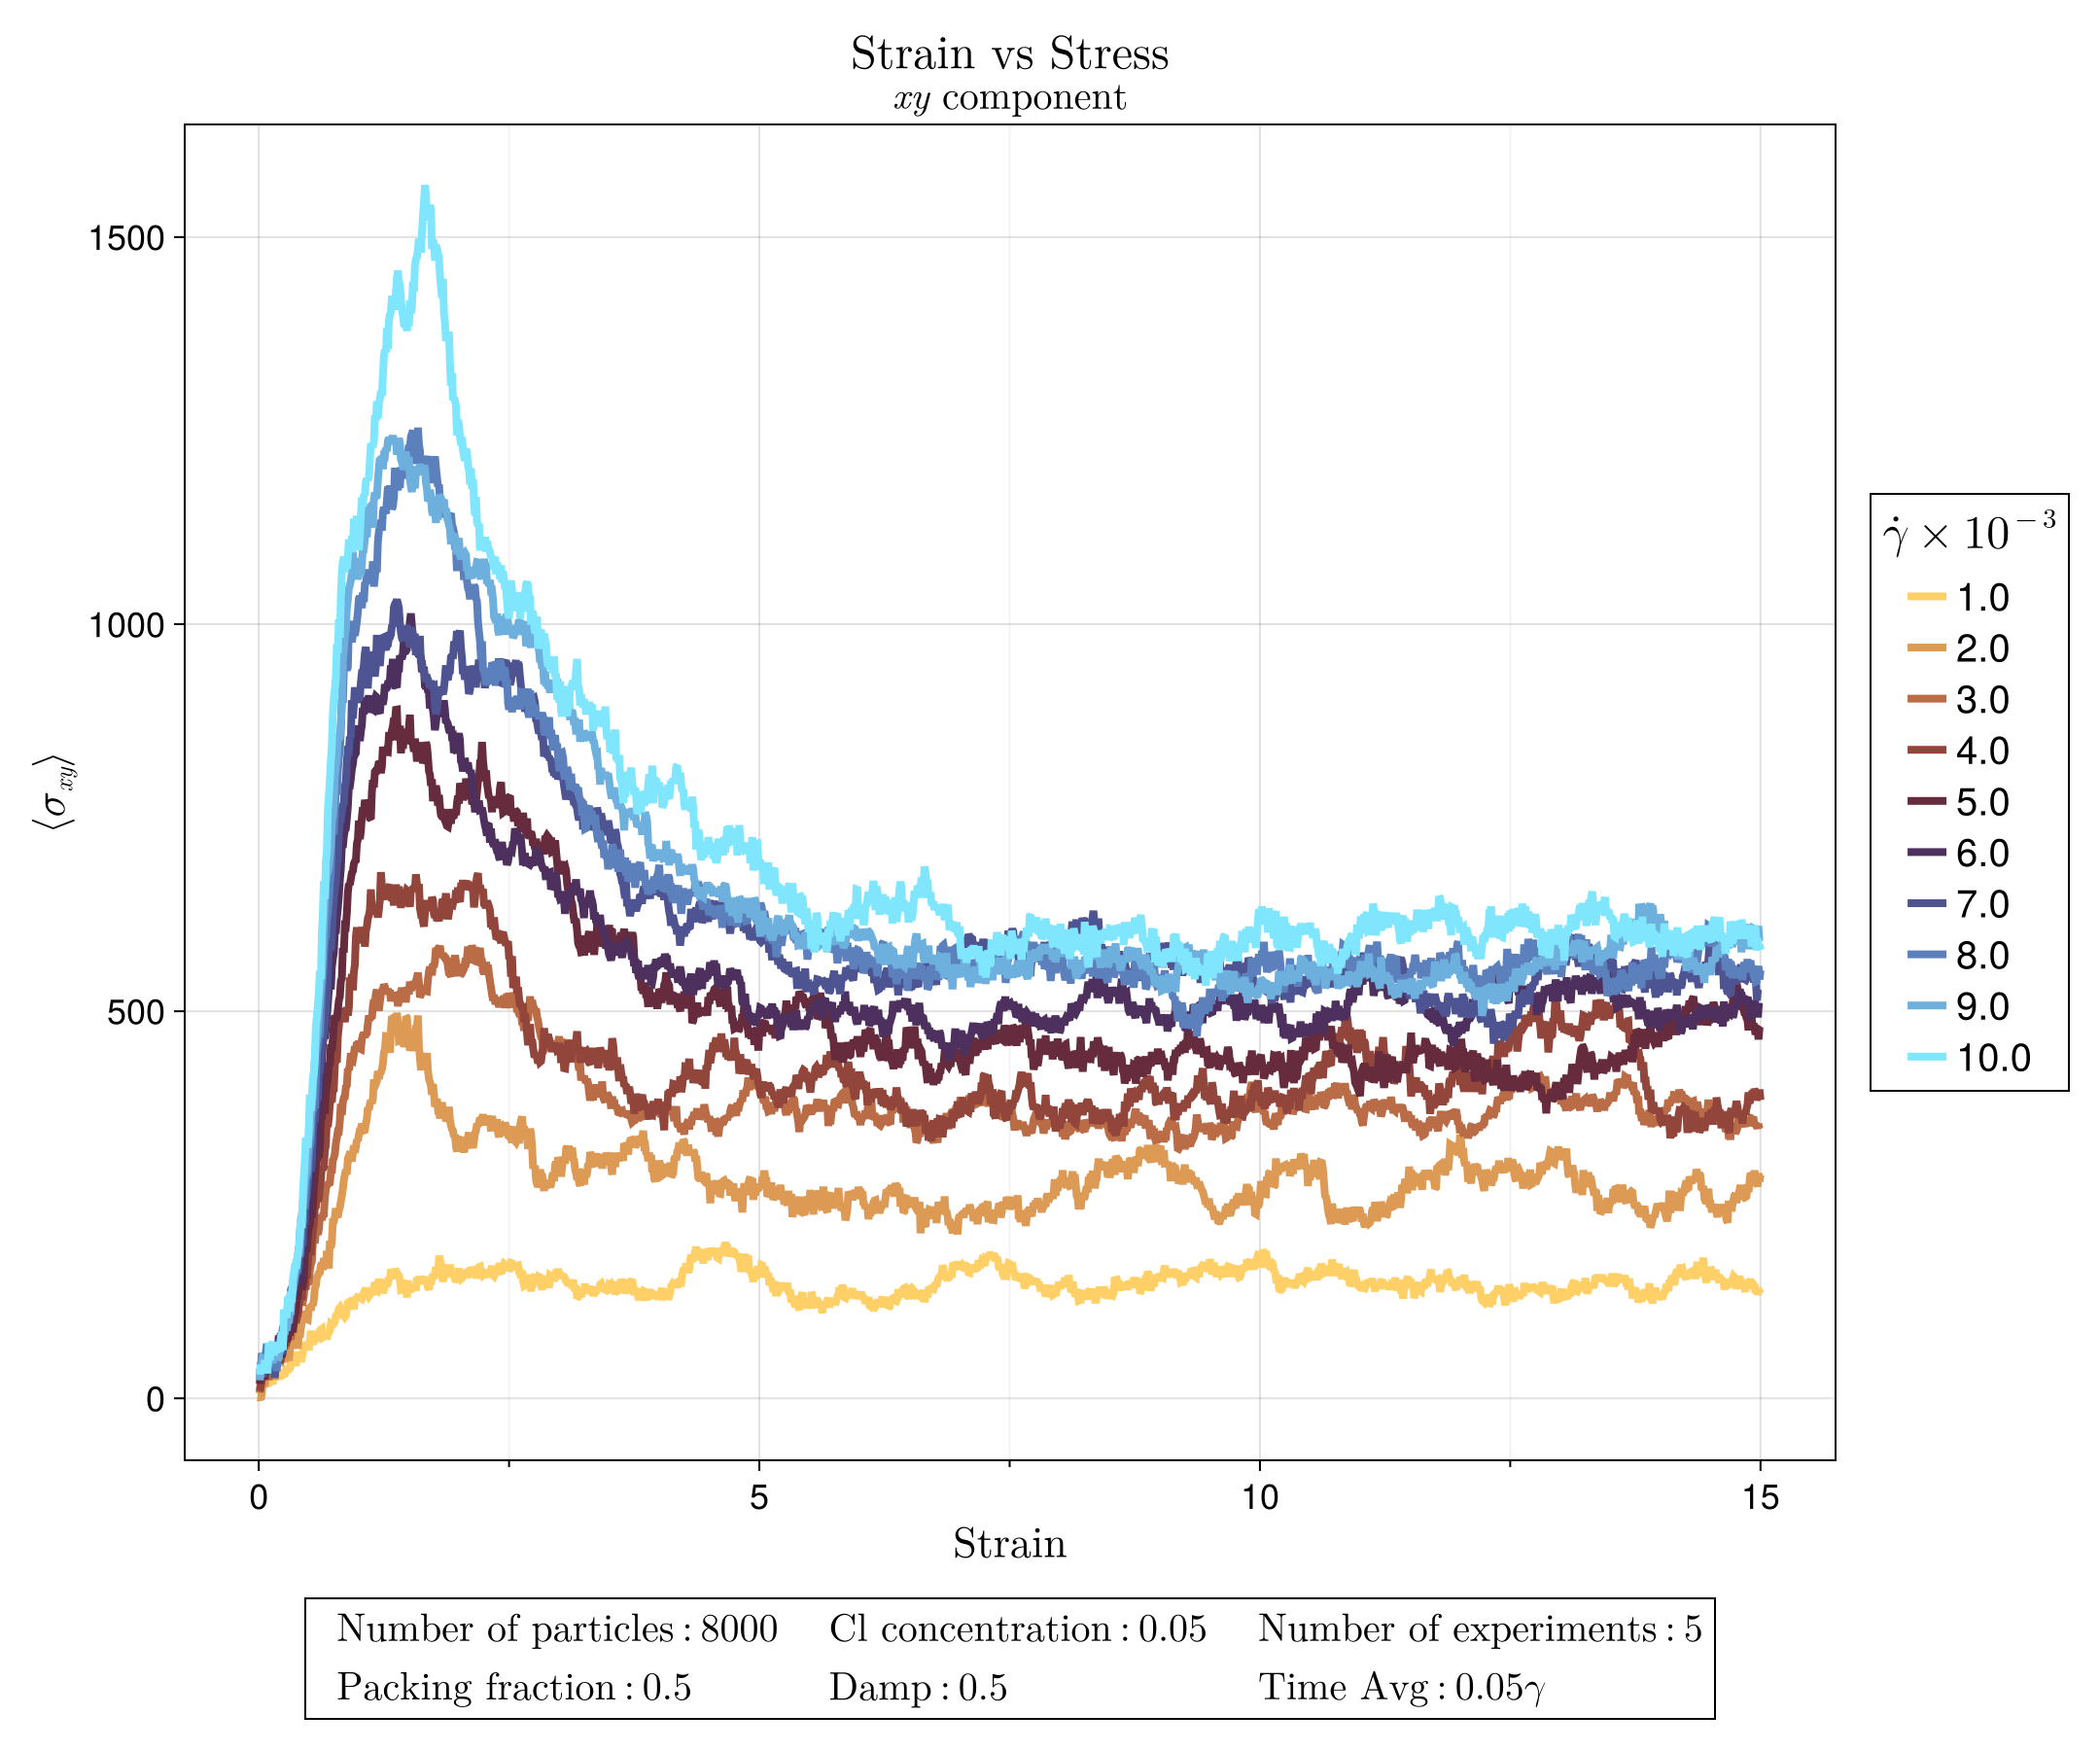 Strain vs Stress
xy component
1500
1000
500
0
⟨σxy⟩
0 5 10 15
Strain
γ̇ × 10⁻³
1.0
2.0
3.0
4.0
5.0
6.0
7.0
8.0
9.0
10.0
Number of particles : 8000 Cl concentration : 0.05 Number of experiments : 5
Packing fraction : 0.5 Damp : 0.5 Time Avg : 0.05γ